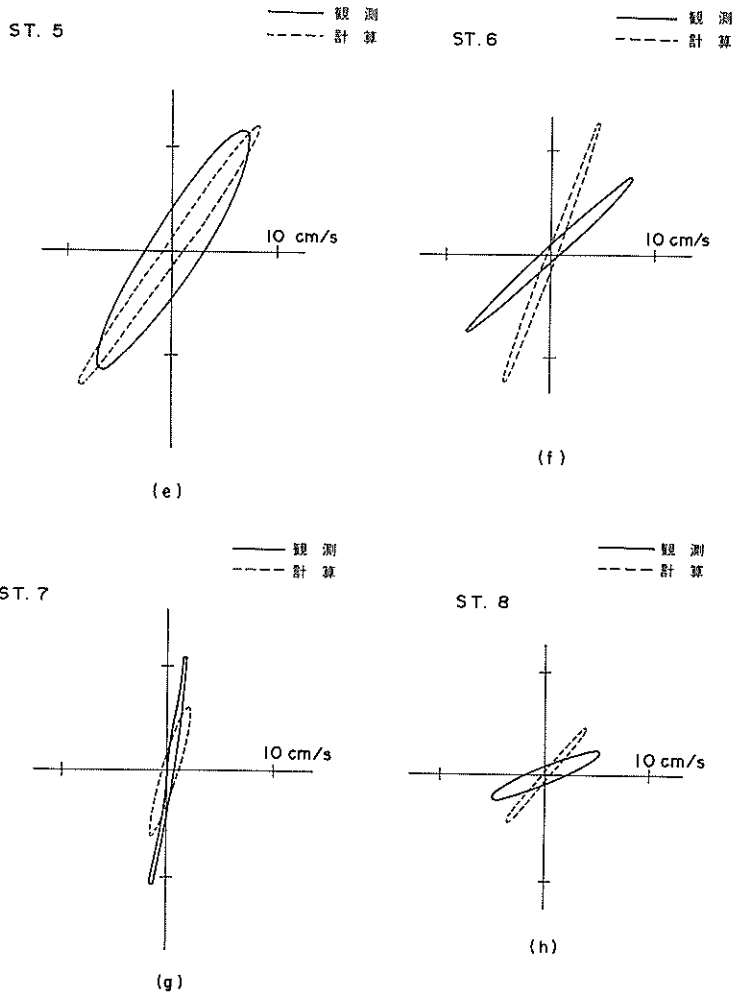 ST. 5
観 測
計 算
10 cm/s
(e)
ST.6
観 測
計 算
10 cm/s
(f)
ST. 7
観 測
計 算
10 cm/s
(g)
ST. 8
観 測
計 算
10 cm/s
(h)